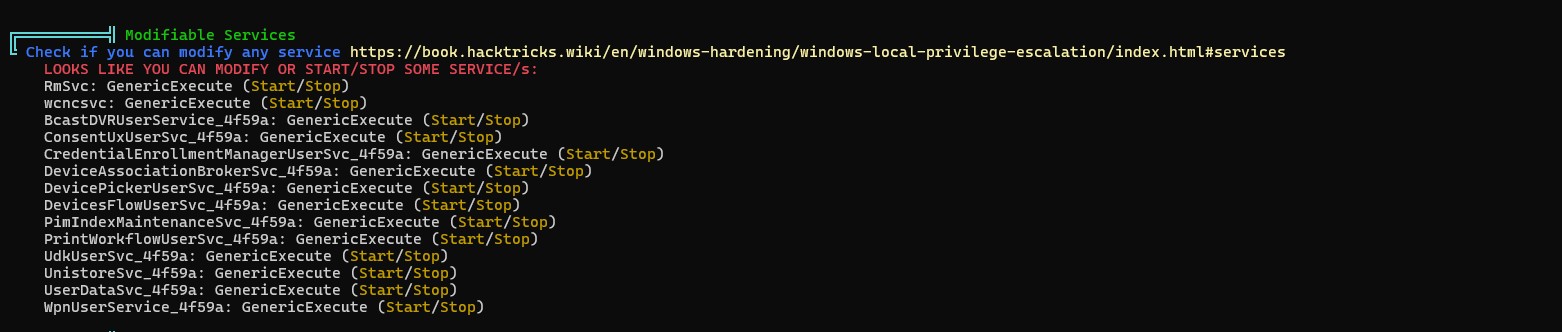 Modifiable Services
Check if you can modify any service https://book.hacktricks.wiki/en/windows-hardening/windows-local-privilege-escalation/index.html#services
LOOKS LIKE YOU CAN MODIFY OR START/STOP SOME SERVICE/s:
RmSvc: GenericExecute (Start/Stop)
wcncsvc: GenericExecute (Start/Stop)
BcastDVRUserService_4f59a: GenericExecute (Start/Stop)
ConsentUxUserSvc_4f59a: GenericExecute (Start/Stop)
CredentialEnrollmentManagerUserSvc_4f59a: GenericExecute (Start/Stop)
DeviceAssociationBrokerSvc_4f59a: GenericExecute (Start/Stop)
DevicePickerUserSvc_4f59a: GenericExecute (Start/Stop)
DevicesFlowUserSvc_4f59a: GenericExecute (Start/Stop)
PimIndexMaintenanceSvc_4f59a: GenericExecute (Start/Stop)
PrintWorkflowUserSvc_4f59a: GenericExecute (Start/Stop)
UdkUserSvc_4f59a: GenericExecute (Start/Stop)
UnistoreSvc_4f59a: GenericExecute (Start/Stop)
UserDataSvc_4f59a: GenericExecute (Start/Stop)
WpnUserService_4f59a: GenericExecute (Start/Stop)